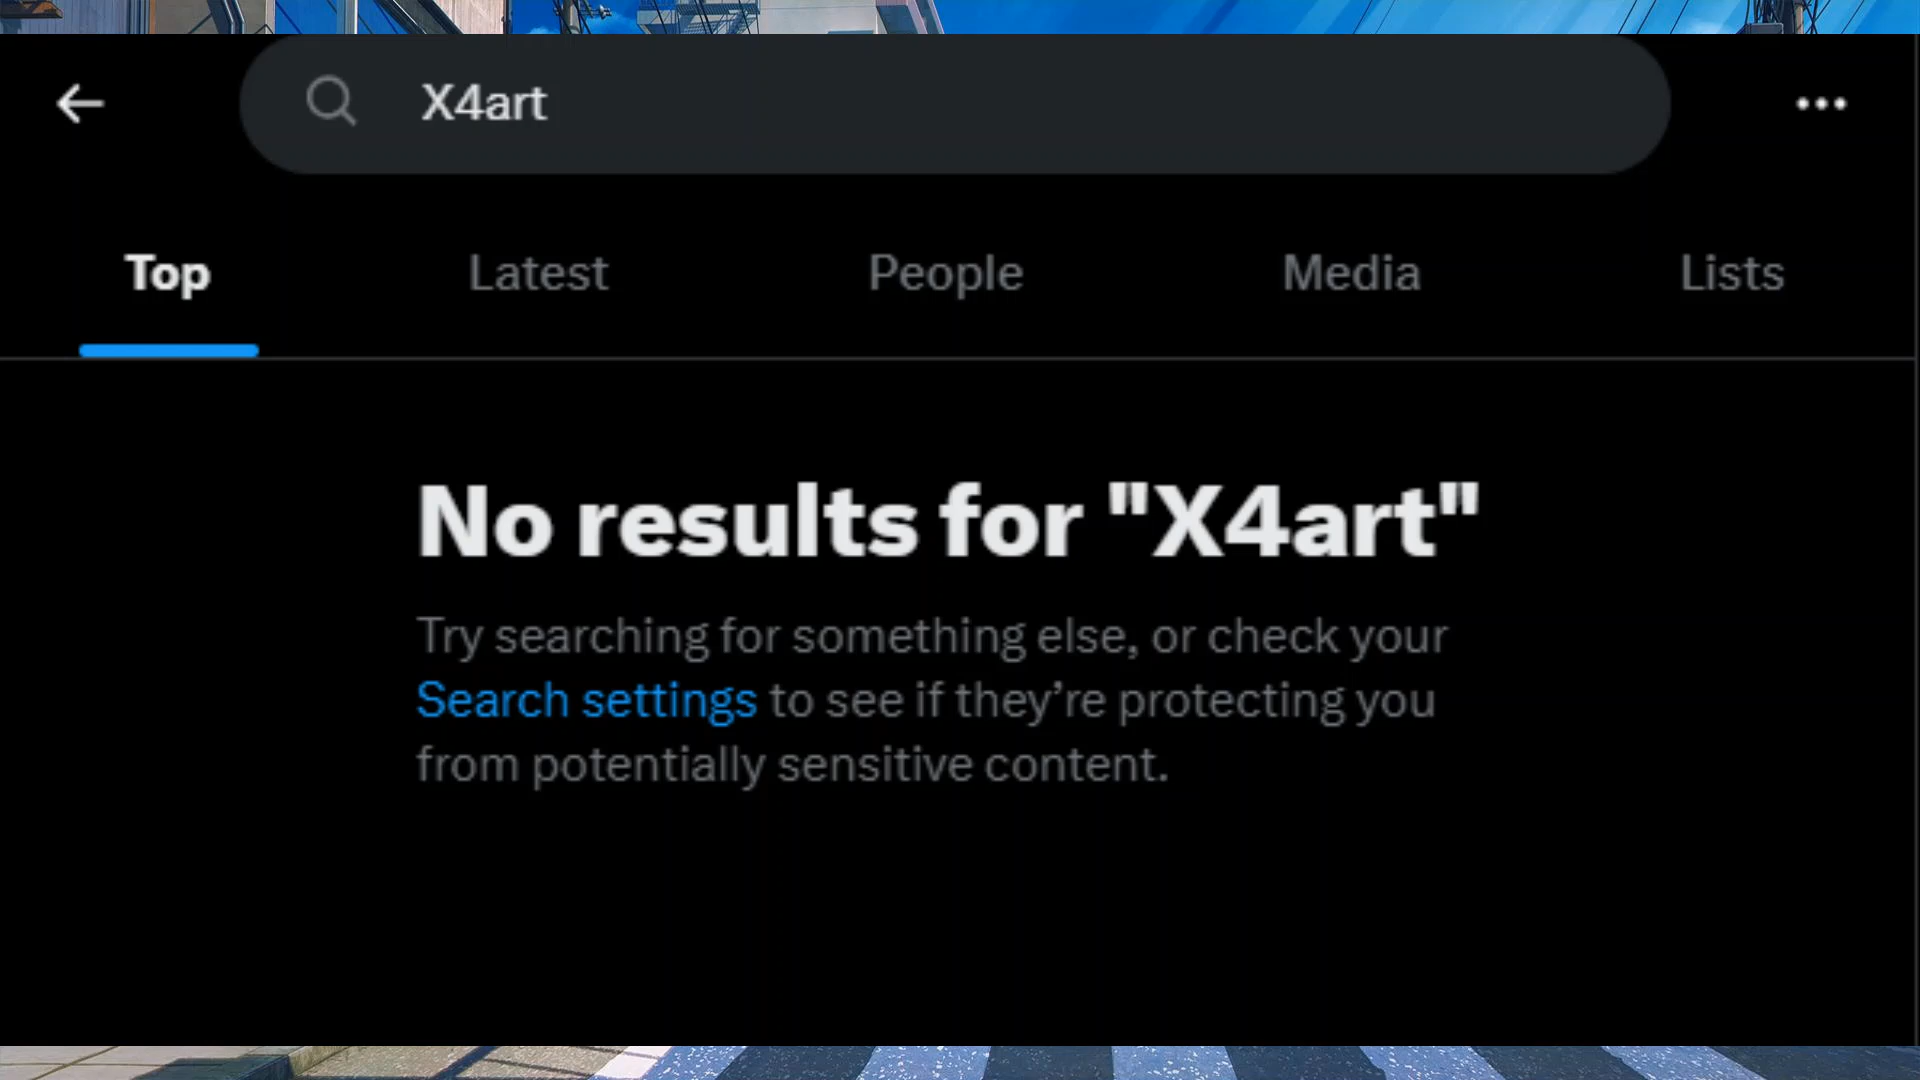 X4art
Top
Latest
People
Media
Lists
No results for "X4art"
Try searching for something else, or check your
Search settings to see if they’re protecting you
from potentially sensitive content.